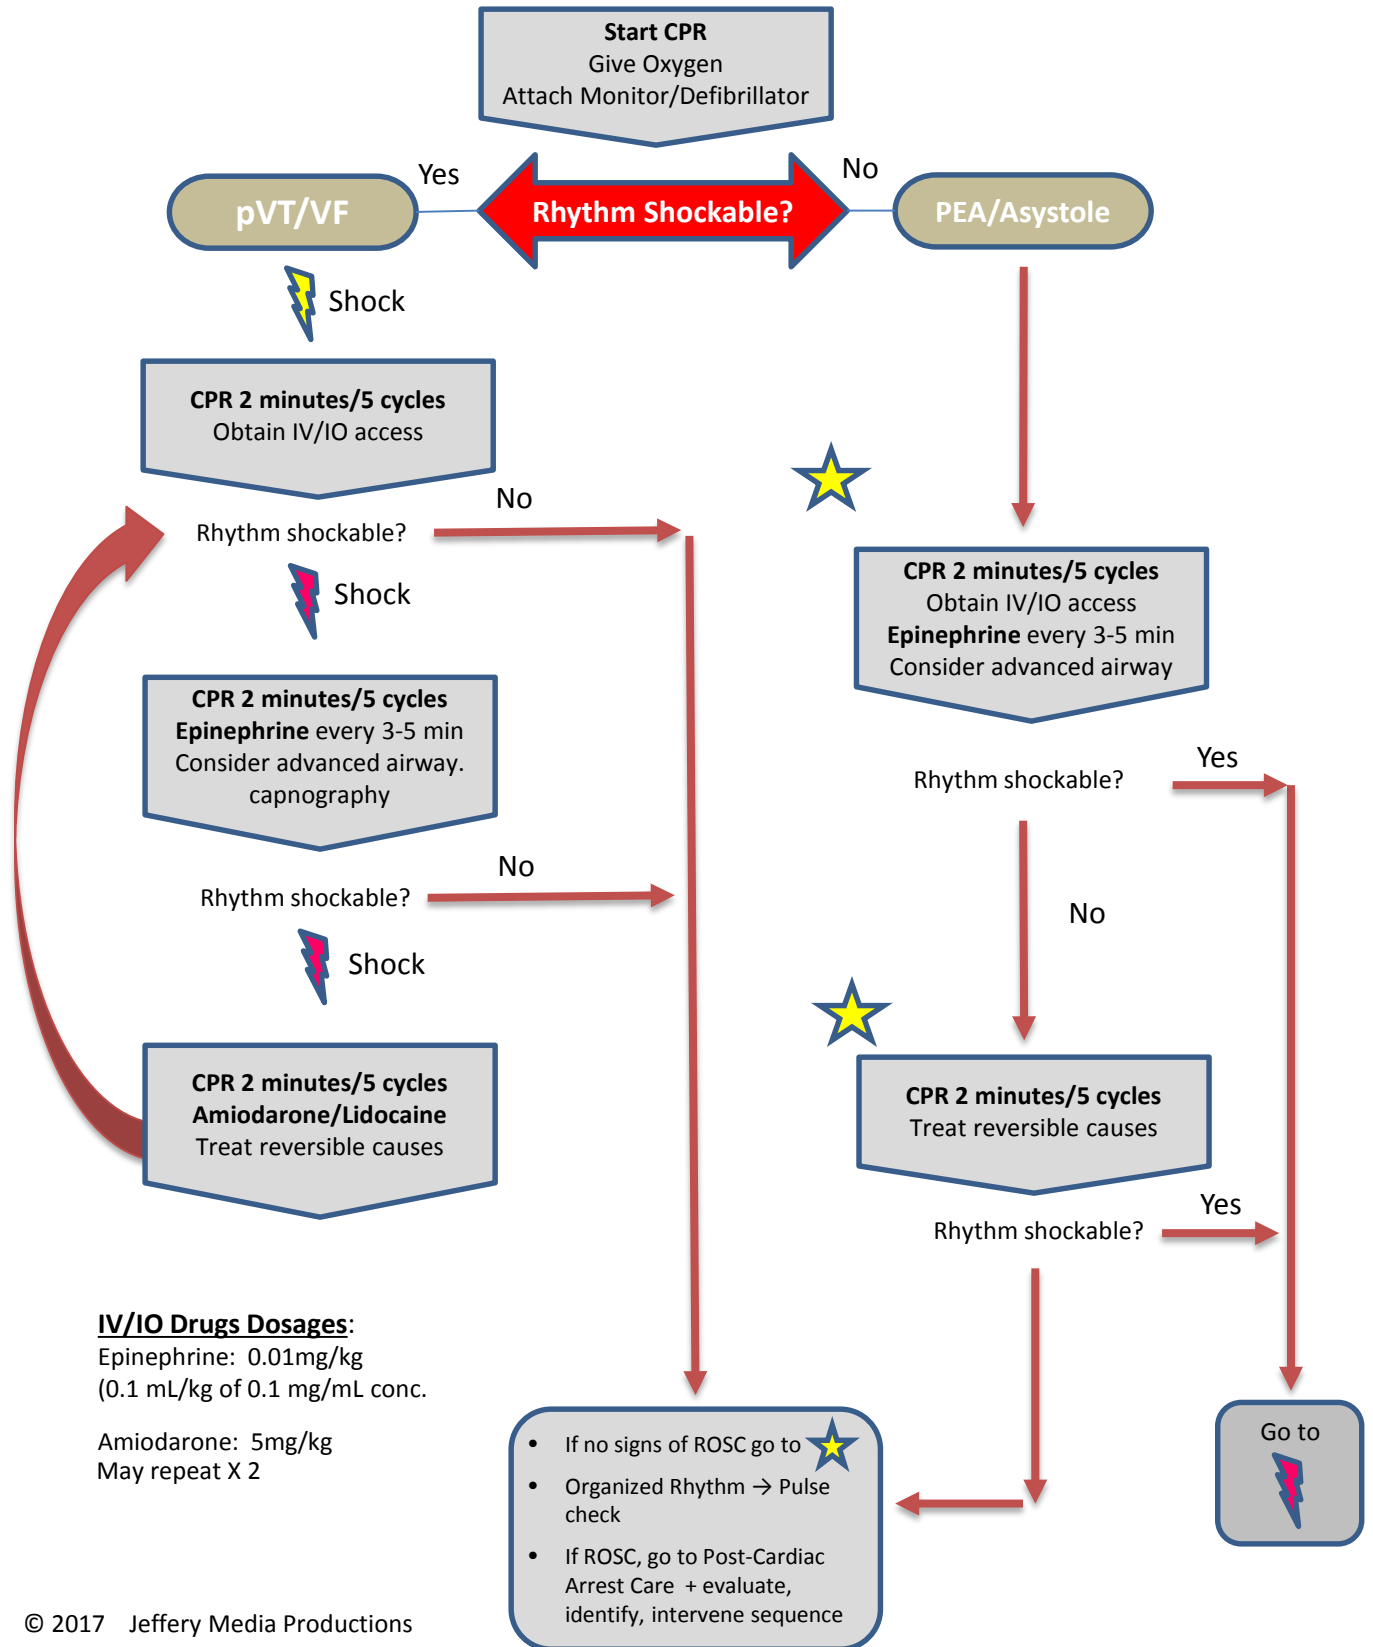 Start CPR
Give Oxygen
Attach Monitor/Defibrillator
Yes
No
pVT/VF
Rhythm Shockable?
PEA/Asystole
Shock
CPR 2 minutes/5 cycles
Obtain IV/IO access
No
Rhythm shockable?
Shock
CPR 2 minutes/5 cycles
Epinephrine every 3-5 min
Consider advanced airway.
capnography
No
Rhythm shockable?
Shock
CPR 2 minutes/5 cycles
Amiodarone/Lidocaine
Treat reversible causes
CPR 2 minutes/5 cycles
Obtain IV/IO access
Epinephrine every 3-5 min
Consider advanced airway
Yes
Rhythm shockable?
No
CPR 2 minutes/5 cycles
Treat reversible causes
Yes
Rhythm shockable?
IV/IO Drugs Dosages:
Epinephrine: 0.01mg/kg
(0.1 mL/kg of 0.1 mg/mL conc.
Amiodarone: 5mg/kg
May repeat X 2
• If no signs of ROSC go to
• Organized Rhythm → Pulse
check
• If ROSC, go to Post-Cardiac
Arrest Care + evaluate,
identify, intervene sequence
Go to
© 2017 Jeffery Media Productions